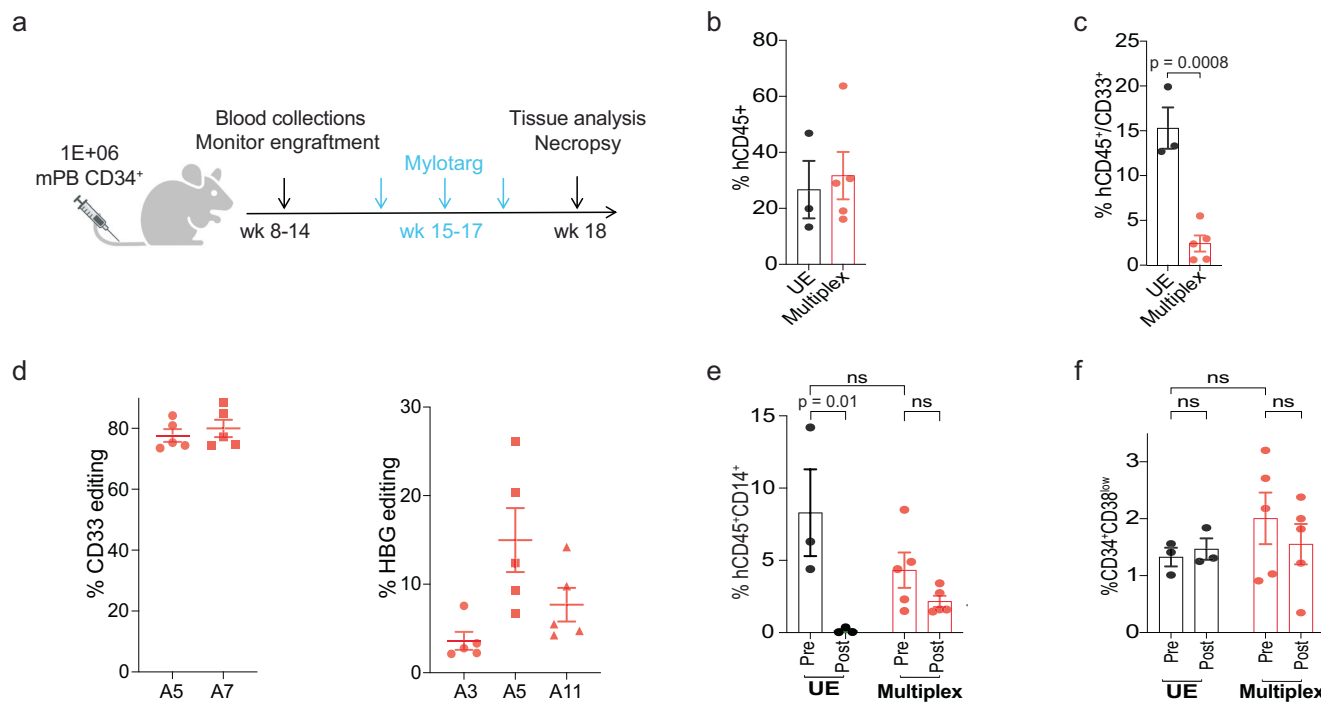 a
1E+06
mPB CD34⁺
Blood collections
Monitor engraftment
Mylotarg
Tissue analysis
Necropsy
wk 8-14
wk 15-17
wk 18
b
% hCD45+
80
60
40
20
0
UE
Multiplex
c
% hCD45⁺/CD33⁺
25
20
15
10
5
0
p = 0.0008
UE
Multiplex
d
% CD33 editing
80
60
40
20
0
A5
A7
% HBG editing
30
20
10
0
A3
A5
A11
e
% hCD45⁺CD14⁺
15
10
5
0
ns
p = 0.01
ns
Pre
Post
Pre
Post
UE
Multiplex
f
%CD34⁺CD38ˡᵒʷ
3
2
1
0
ns
ns
ns
Pre
Post
Pre
Post
UE
Multiplex